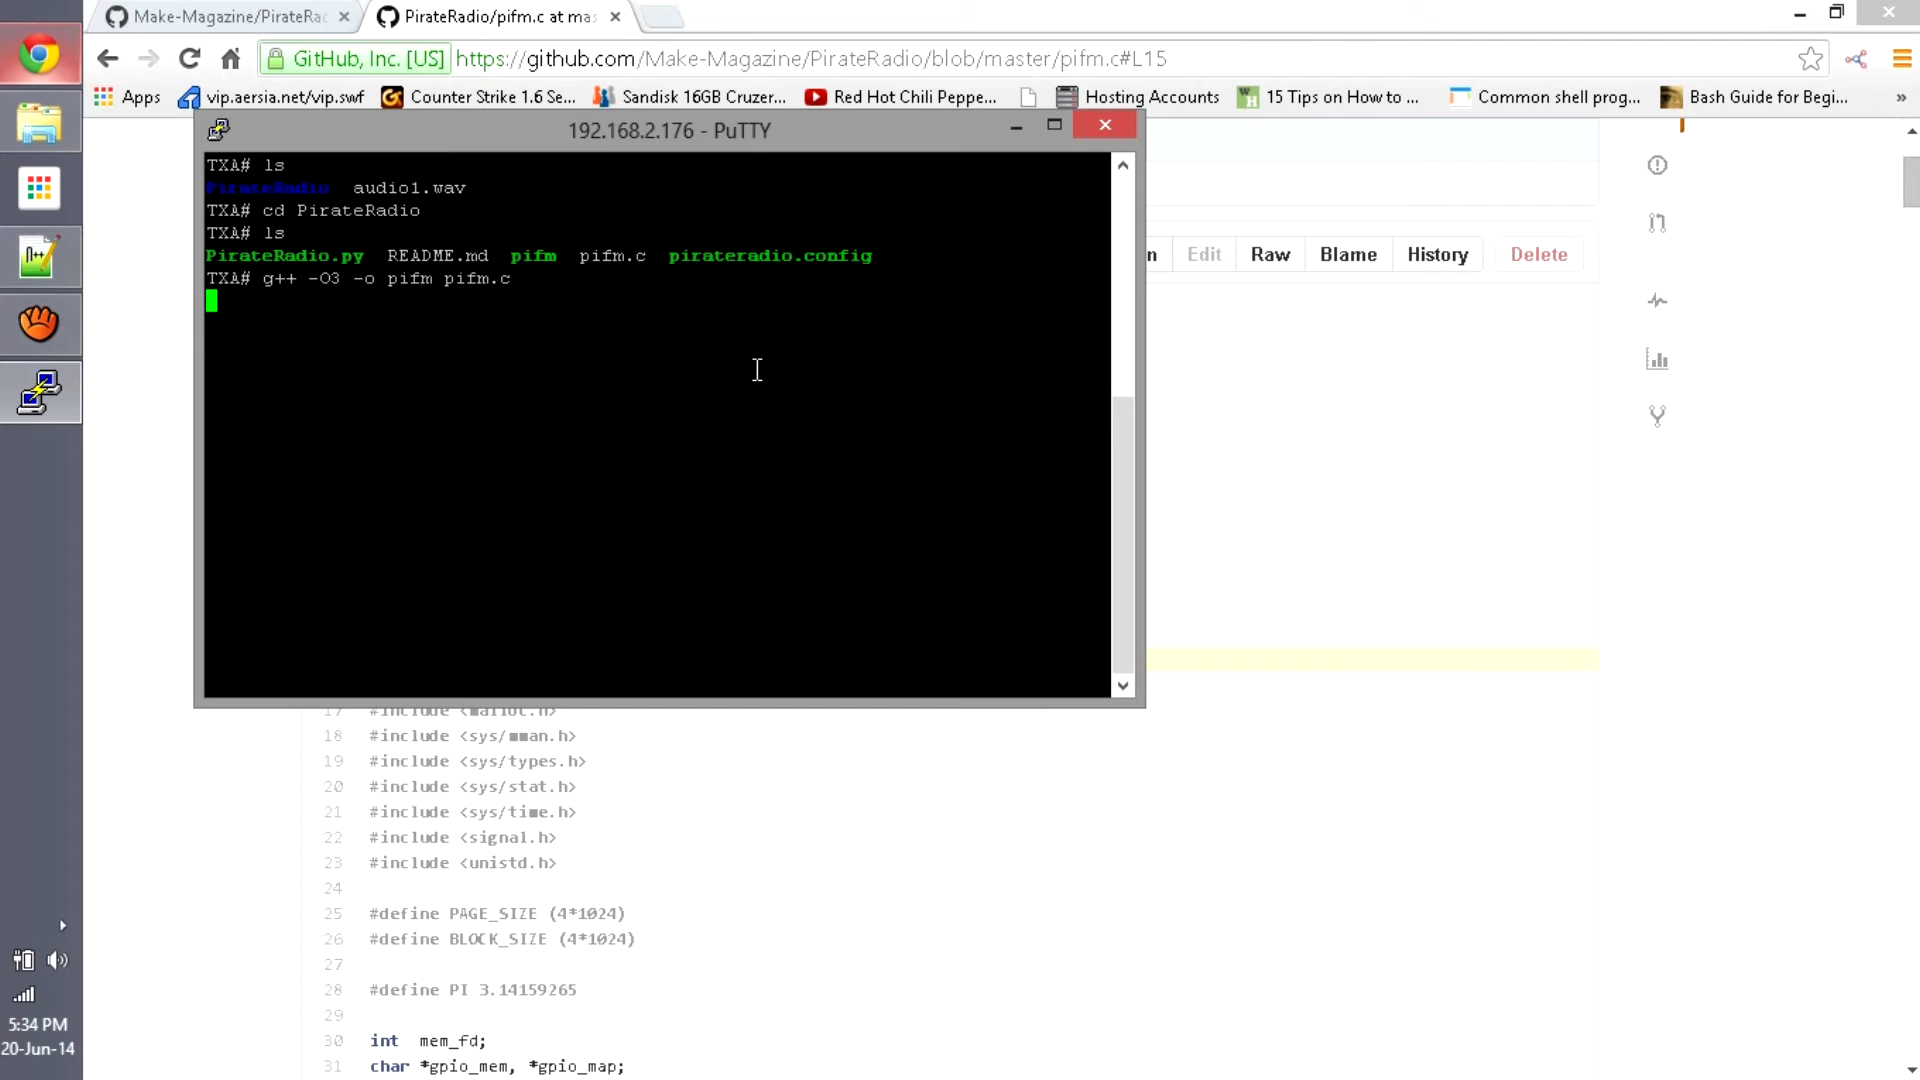 Make-Magazine/PirateRad
PirateRadio/pifm.c at mas
GitHub, Inc. [US] https://github.com/Make-Magazine/PirateRadio/blob/master/pifm.c#L15
Apps vip.aersia.net/vip.swf Counter Strike 1.6 Se... Sandisk 16GB Cruzer... Red Hot Chili Peppe... Hosting Accounts 15 Tips on How to ... Common shell prog... Bash Guide for Begi... »
192.168.2.176 - PuTTY
TXA# ls
PirateRadio audio1.wav
TXA# cd PirateRadio
TXA# ls
PirateRadio.py README.md pifm pifm.c pirateradio.config
TXA# g++ -O3 -o pifm pifm.c
n Edit Raw Blame History Delete
17 #include <malloc.h>
18 #include <sys/mman.h>
19 #include <sys/types.h>
20 #include <sys/stat.h>
21 #include <sys/time.h>
22 #include <signal.h>
23 #include <unistd.h>
24
25 #define PAGE_SIZE (4*1024)
26 #define BLOCK_SIZE (4*1024)
27
28 #define PI 3.14159265
29
30 int mem_fd;
31 char *gpio_mem, *gpio_map;
5:34 PM
20-Jun-14